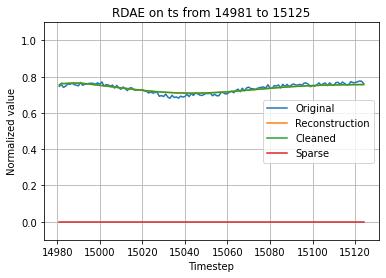 RDAE on ts from 14981 to 15125
Normalized value
1.0
0.8
0.6
0.4
0.2
0.0
Original
Reconstruction
Cleaned
Sparse
14980 15000 15020 15040 15060 15080 15100 15120
Timestep